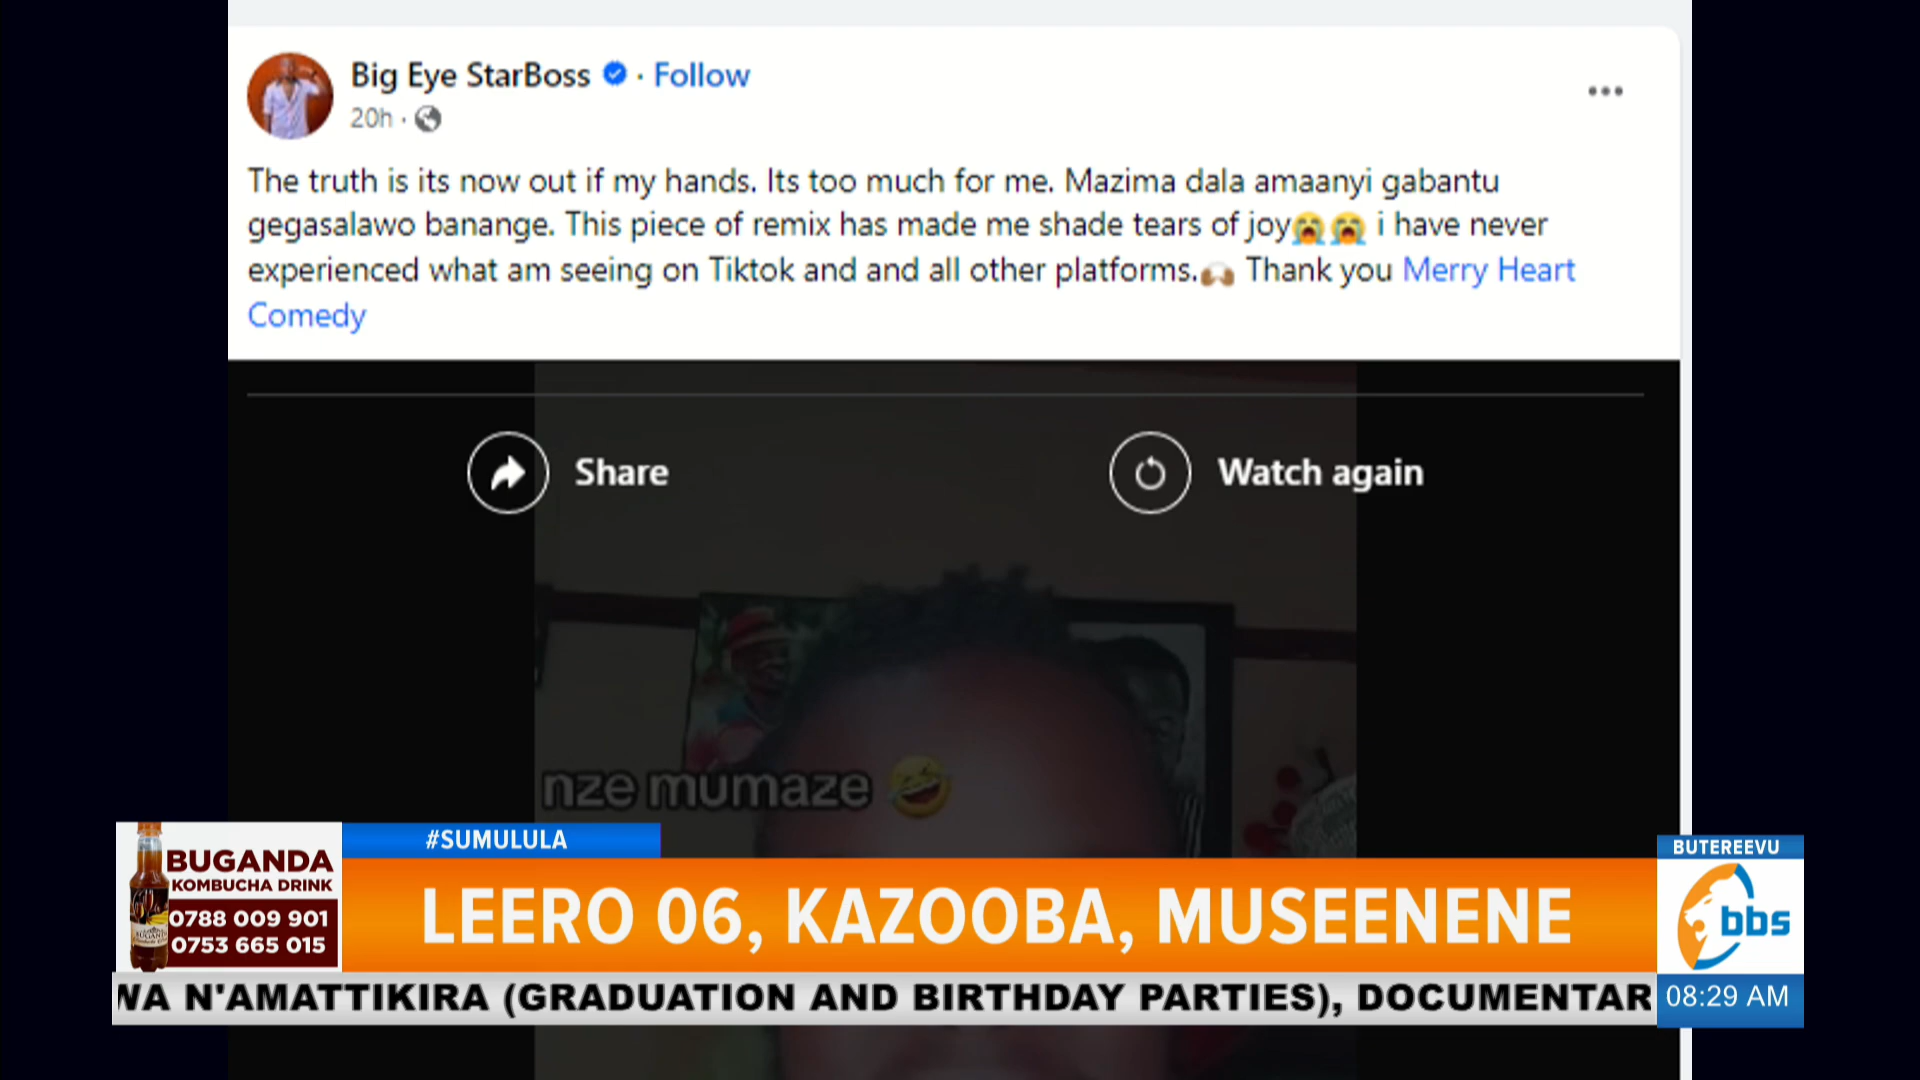 Big Eye StarBoss · Follow
20h ·
The truth is its now out if my hands. Its too much for me. Mazima dala amaanyi gabantu
gegasalawo banange. This piece of remix has made me shade tears of joy😭😭 i have never
experienced what am seeing on Tiktok and and all other platforms.🙌🏽 Thank you Merry Heart
Comedy
Share
Watch again
nze mumaze 🤣
BUGANDA
KOMBUCHA DRINK
0788 009 901
0753 665 015
#SUMULULA
LEERO 06, KAZOOBA, MUSEENENE
BUTEREEVU
bbs
WA N'AMATTIKIRA (GRADUATION AND BIRTHDAY PARTIES), DOCUMENTAR
08:29 AM